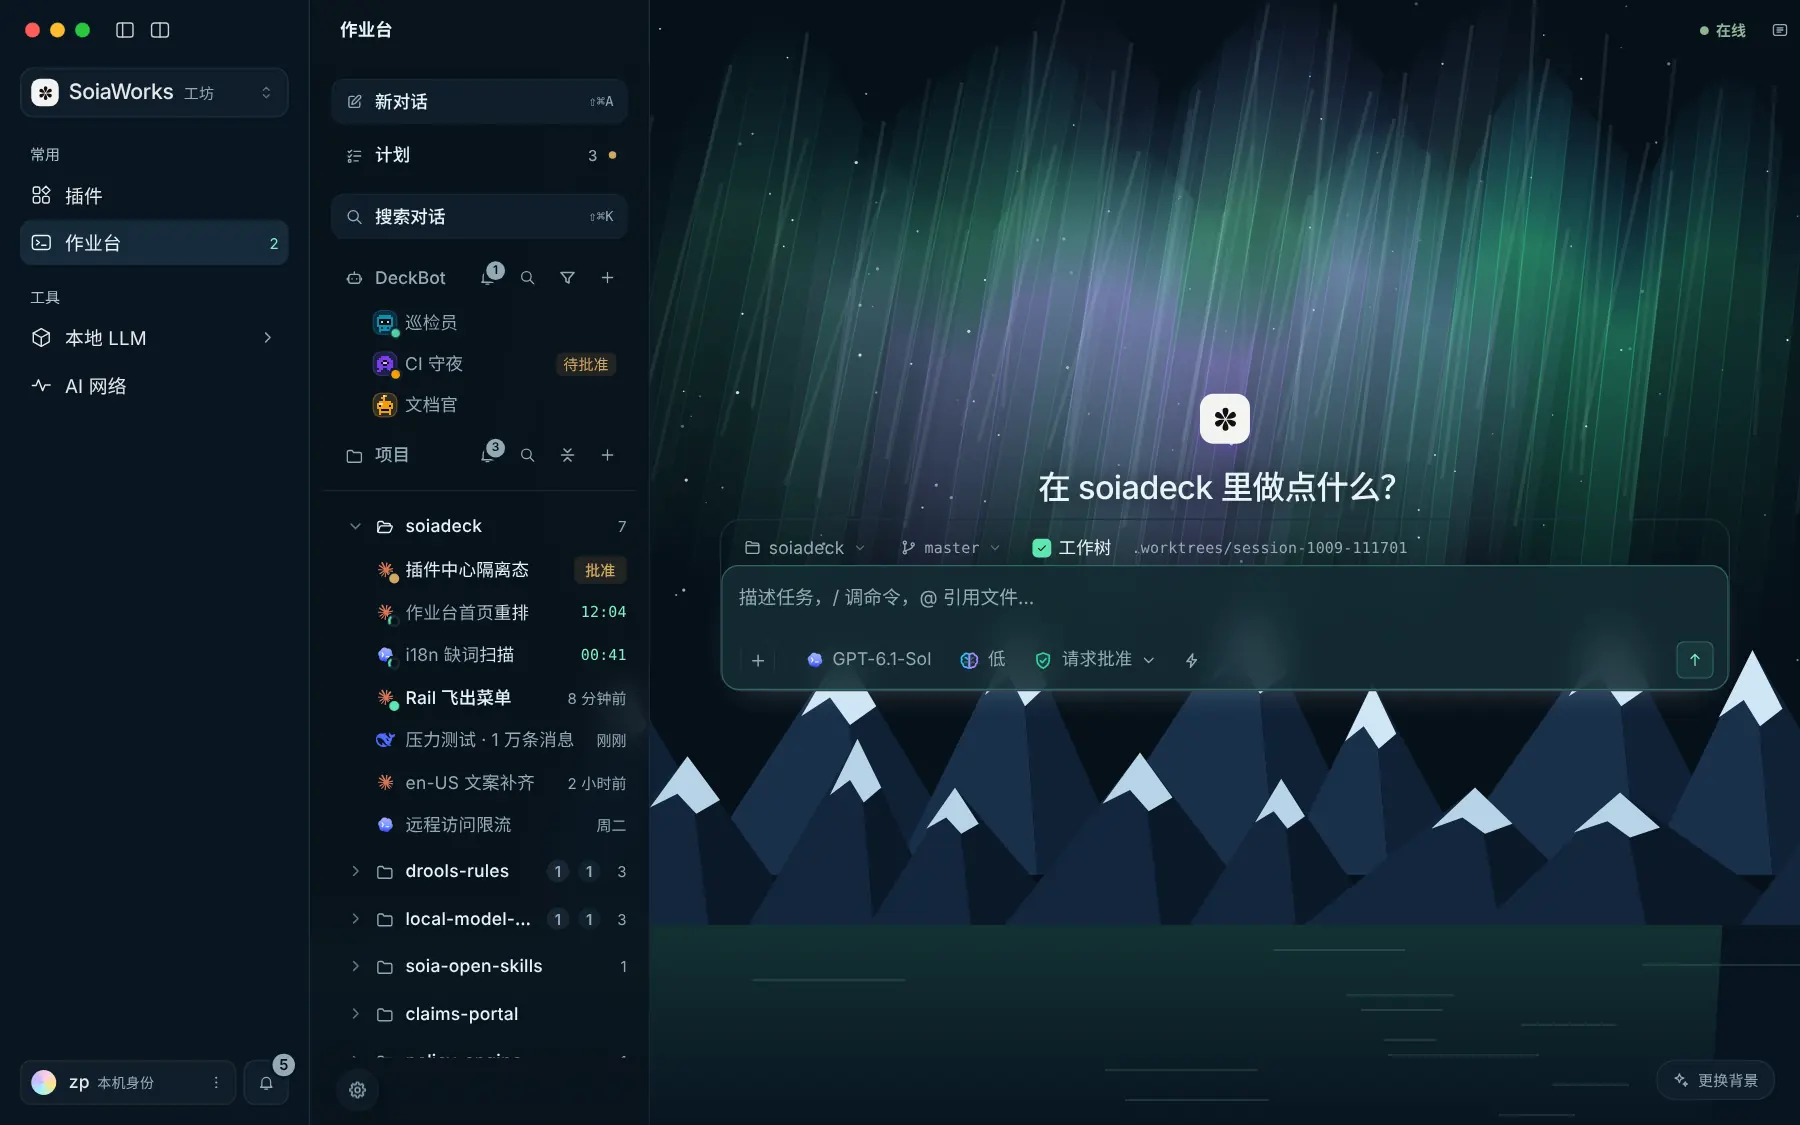 SoiaWorks 工坊
常用
插件
作业台 2
工具
本地 LLM
AI 网络
zp 本机身份
5
作业台
新对话 ⇧⌘A
计划 3
搜索对话 ⇧⌘K
DeckBot 1
巡检员
CI 守夜 待批准
文档官
项目 3
soiadeck 7
插件中心隔离态 批准
作业台首页重排 12:04
i18n 缺词扫描 00:41
Rail 飞出菜单 8 分钟前
压力测试 · 1 万条消息 刚刚
en-US 文案补齐 2 小时前
远程访问限流 周二
drools-rules 1 1 3
local-model-... 1 1 3
soia-open-skills 1
claims-portal
在线
在 soiadeck 里做点什么？
soiadeck master 工作树 .worktrees/session-1009-111701
描述任务，/ 调命令，@ 引用文件...
GPT-6.1-Sol 低 请求批准
更换背景